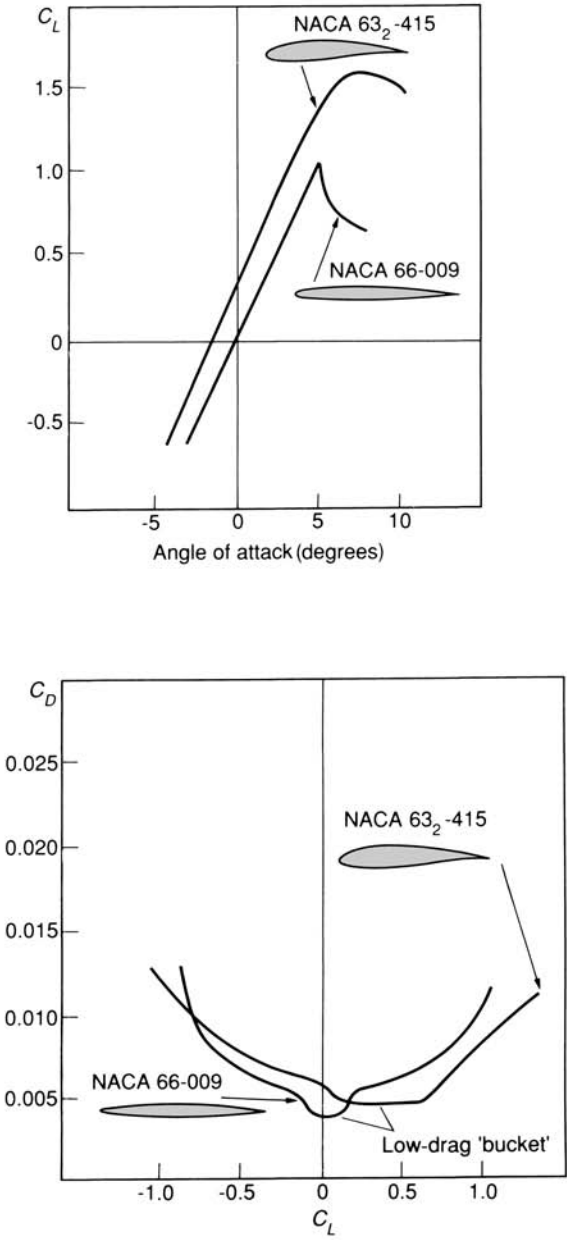 C_L
NACA 63₂-415
1.5
1.0
0.5
NACA 66-009
0
-0.5
-5 0 5 10
Angle of attack (degrees)
C_D
0.025
NACA 63₂-415
0.020
0.015
0.010
NACA 66-009
0.005
Low-drag 'bucket'
-1.0 -0.5 0 0.5 1.0
C_L